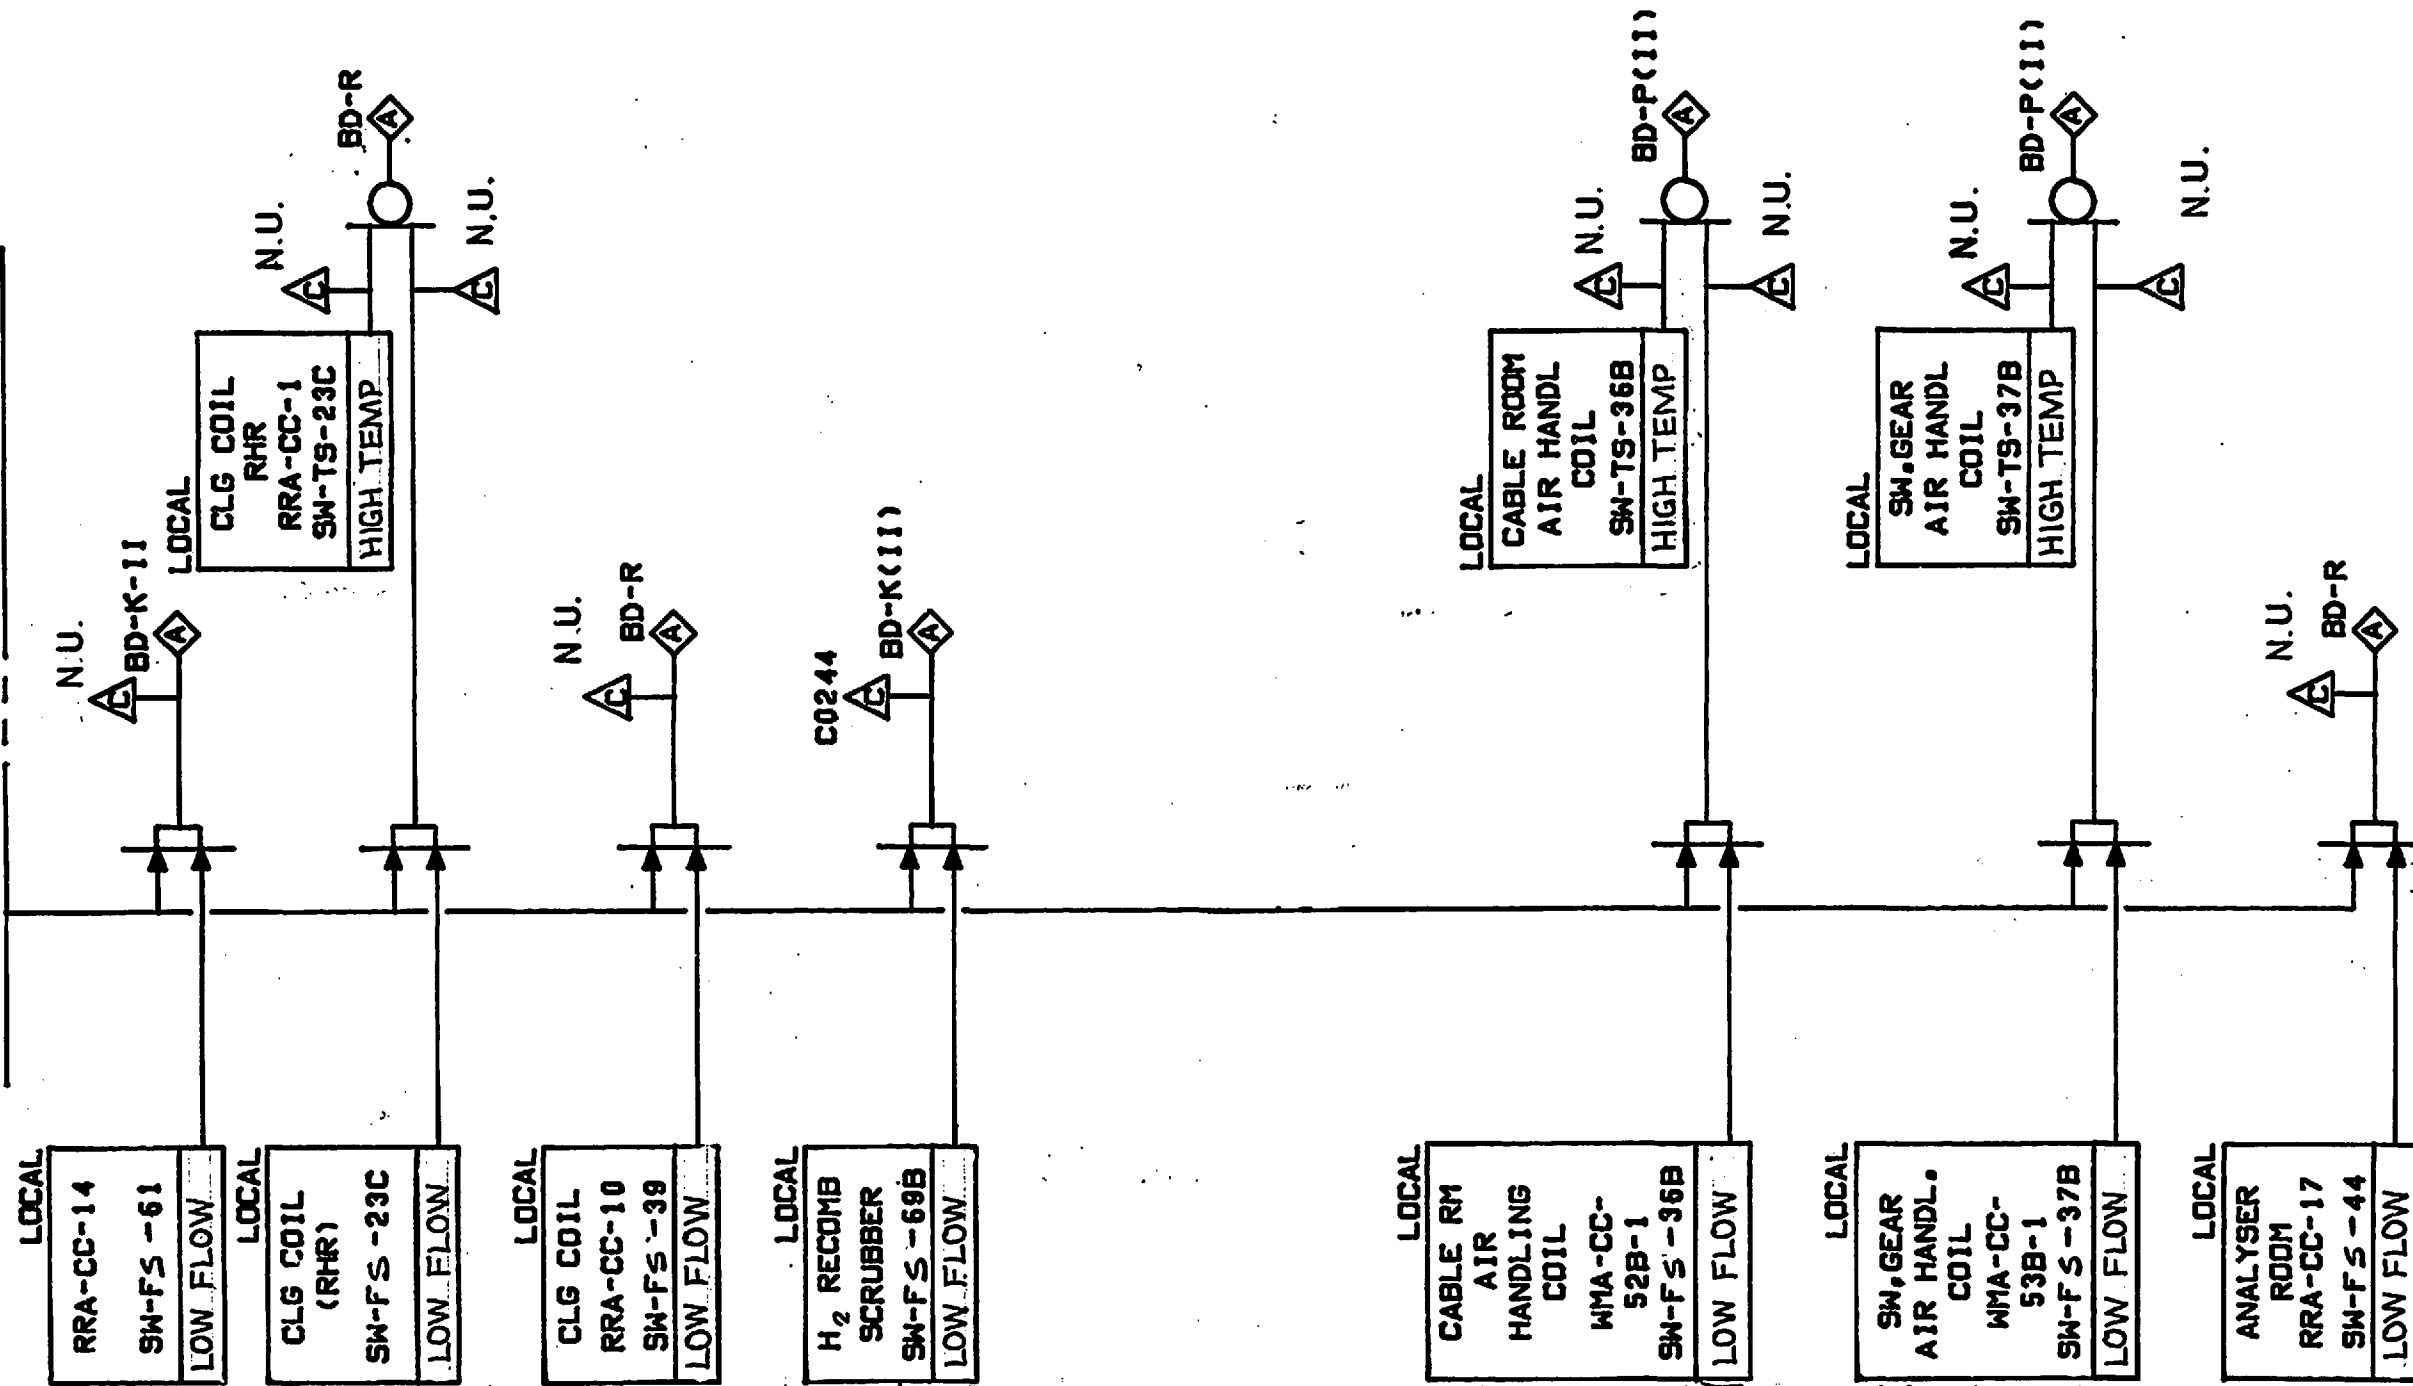 LOCAL
RRA-CC-14
SW-FS-61
LOW FLOW
N.U.
C
BD-K-II
A
LOCAL
CLG COIL
(RHR)
SW-FS-23C
LOW FLOW
LOCAL
CLG COIL
RHR
RRA-CC-1
SW-TS-23C
HIGH TEMP
N.U.
C
BD-R
A
N.U.
C
LOCAL
CLG COIL
RRA-CC-10
SW-FS-39
LOW FLOW
N.U.
C
BD-R
A
LOCAL
H₂ RECOMB
SCRUBBER
SW-FS-69B
LOW FLOW
C0244
C
BD-K(II)
A
LOCAL
CABLE RM
AIR
HANDLING
COIL
WMA-CC-
52B-1
SW-FS-36B
LOW FLOW
LOCAL
CABLE ROOM
AIR HANDL
COIL
SW-TS-36B
HIGH TEMP
N.U.
C
BD-P(II)
A
N.U.
C
LOCAL
SW.GEAR
AIR HANDL.
COIL
WMA-CC-
53B-1
SW-FS-37B
LOW FLOW
LOCAL
SW.GEAR
AIR HANDL
COIL
SW-TS-37B
HIGH TEMP
N.U.
C
BD-P(II)
A
N.U.
C
LOCAL
ANALYSER
ROOM
RRA-CC-17
SW-FS-44
LOW FLOW
N.U.
C
BD-R
A